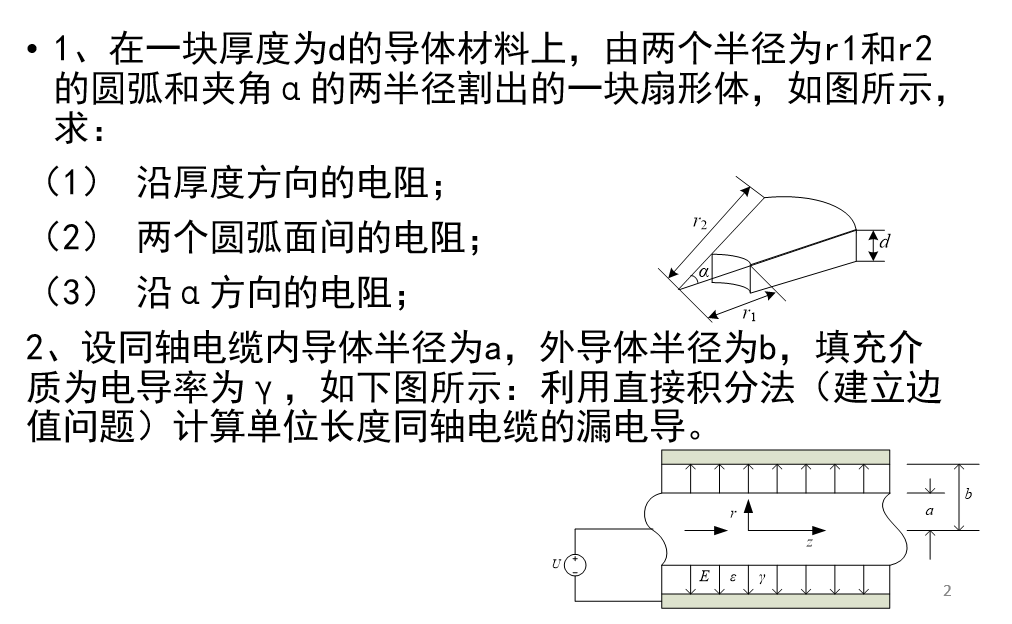 • 1、在一块厚度为d的导体材料上，由两个半径为r1和r2
的圆弧和夹角α的两半径割出的一块扇形体，如图所示，
求：
（1） 沿厚度方向的电阻；
（2） 两个圆弧面间的电阻；
（3） 沿α方向的电阻；
r2
d
α
r1
2、设同轴电缆内导体半径为a，外导体半径为b，填充介
质为电导率为γ，如下图所示：利用直接积分法（建立边
值问题）计算单位长度同轴电缆的漏电导。
b
a
r
z
U
+
−
E ε γ
2